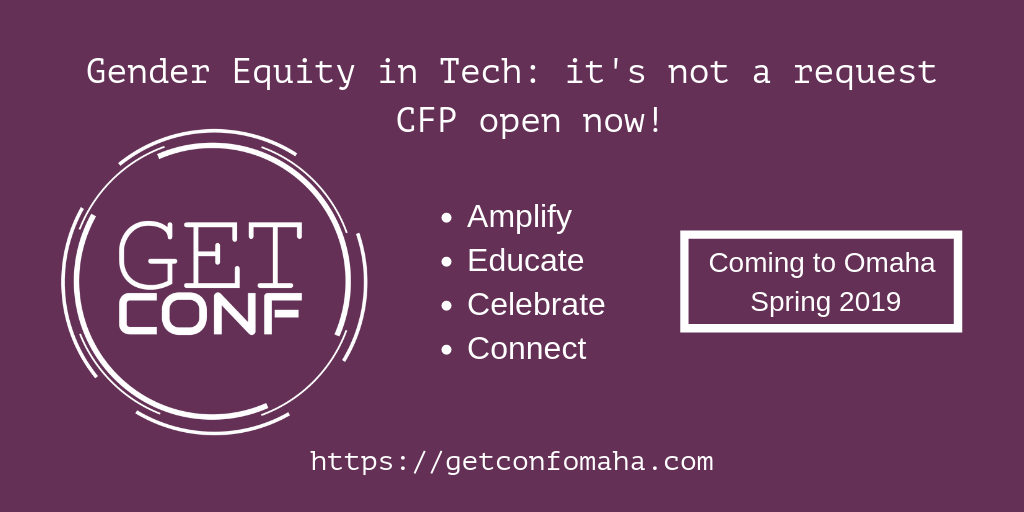 Gender Equity in Tech: it's not a request
CFP open now!
GET
CONF
• Amplify
• Educate
• Celebrate
• Connect
Coming to Omaha
Spring 2019
https://getconfomaha.com